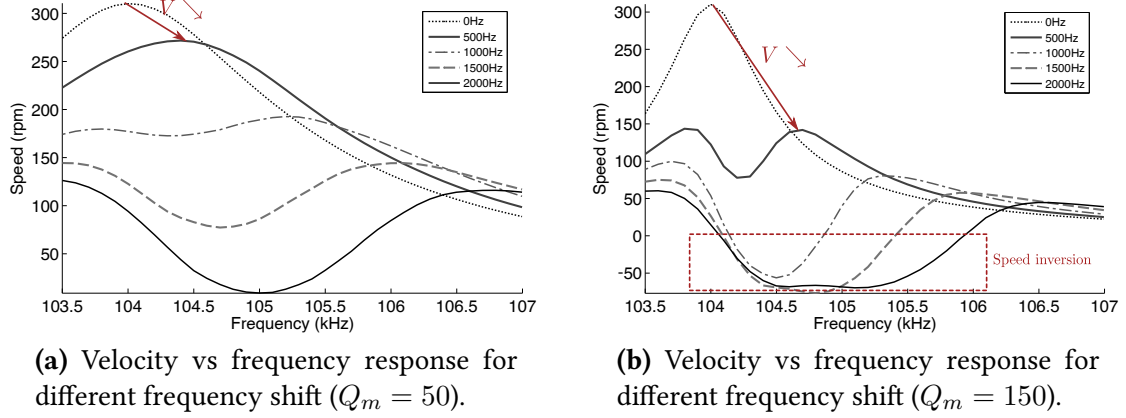 300
250
200
150
100
50
103.5 104 104.5 105 105.5 106 106.5 107
Speed (rpm)
Frequency (kHz)
V ↘
0Hz
500Hz
1000Hz
1500Hz
2000Hz
(a) Velocity vs frequency response for
different frequency shift (Qm = 50).
300
250
200
150
100
50
0
−50
103.5 104 104.5 105 105.5 106 106.5 107
Speed (rpm)
Frequency (kHz)
V ↘
0Hz
500Hz
1000Hz
1500Hz
2000Hz
Speed inversion
(b) Velocity vs frequency response for
different frequency shift (Qm = 150).